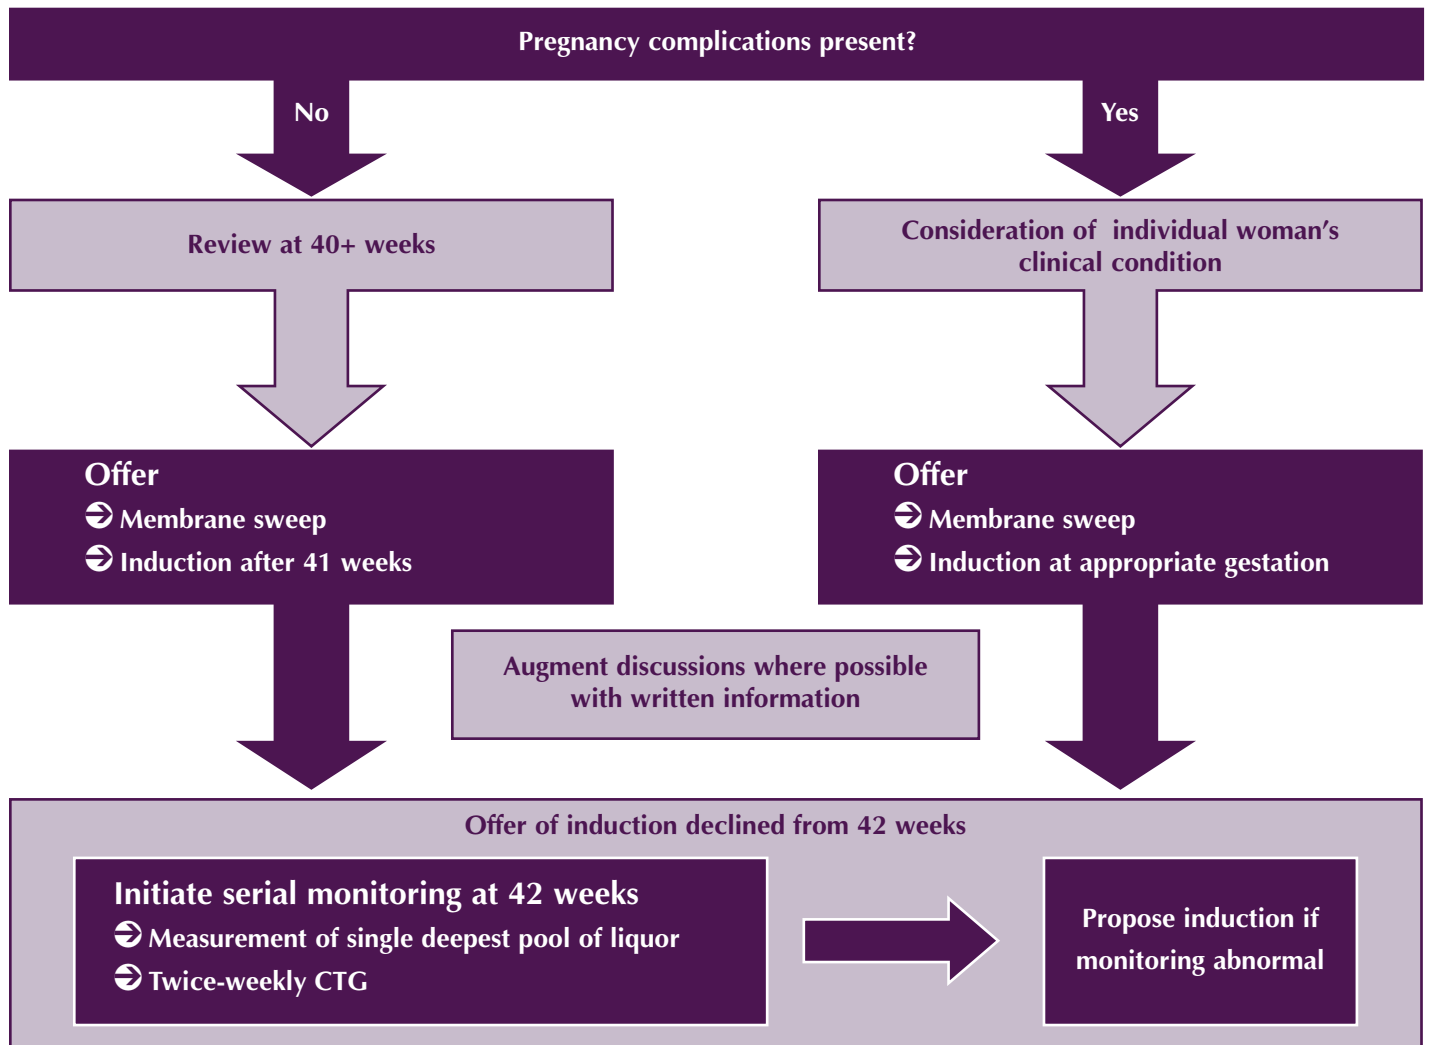 Pregnancy complications present?
No
Yes
Review at 40+ weeks
Consideration of individual woman's
clinical condition
Offer
Membrane sweep
Induction after 41 weeks
Offer
Membrane sweep
Induction at appropriate gestation
Augment discussions where possible
with written information
Offer of induction declined from 42 weeks
Initiate serial monitoring at 42 weeks
Measurement of single deepest pool of liquor
Twice-weekly CTG
Propose induction if
monitoring abnormal